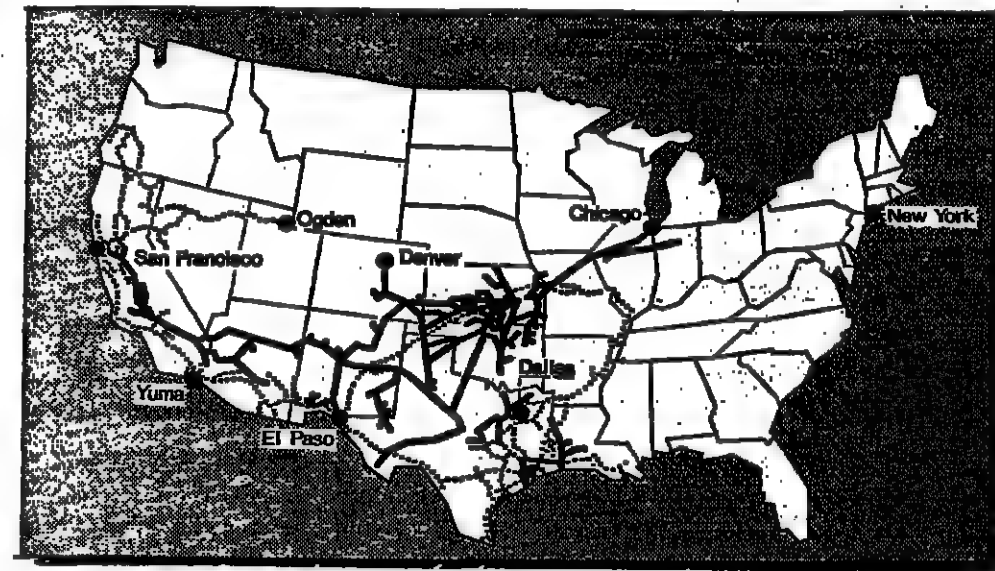 Ogden
Chicago
New York
San Francisco
Denver
Dallas
Yuma
El Paso